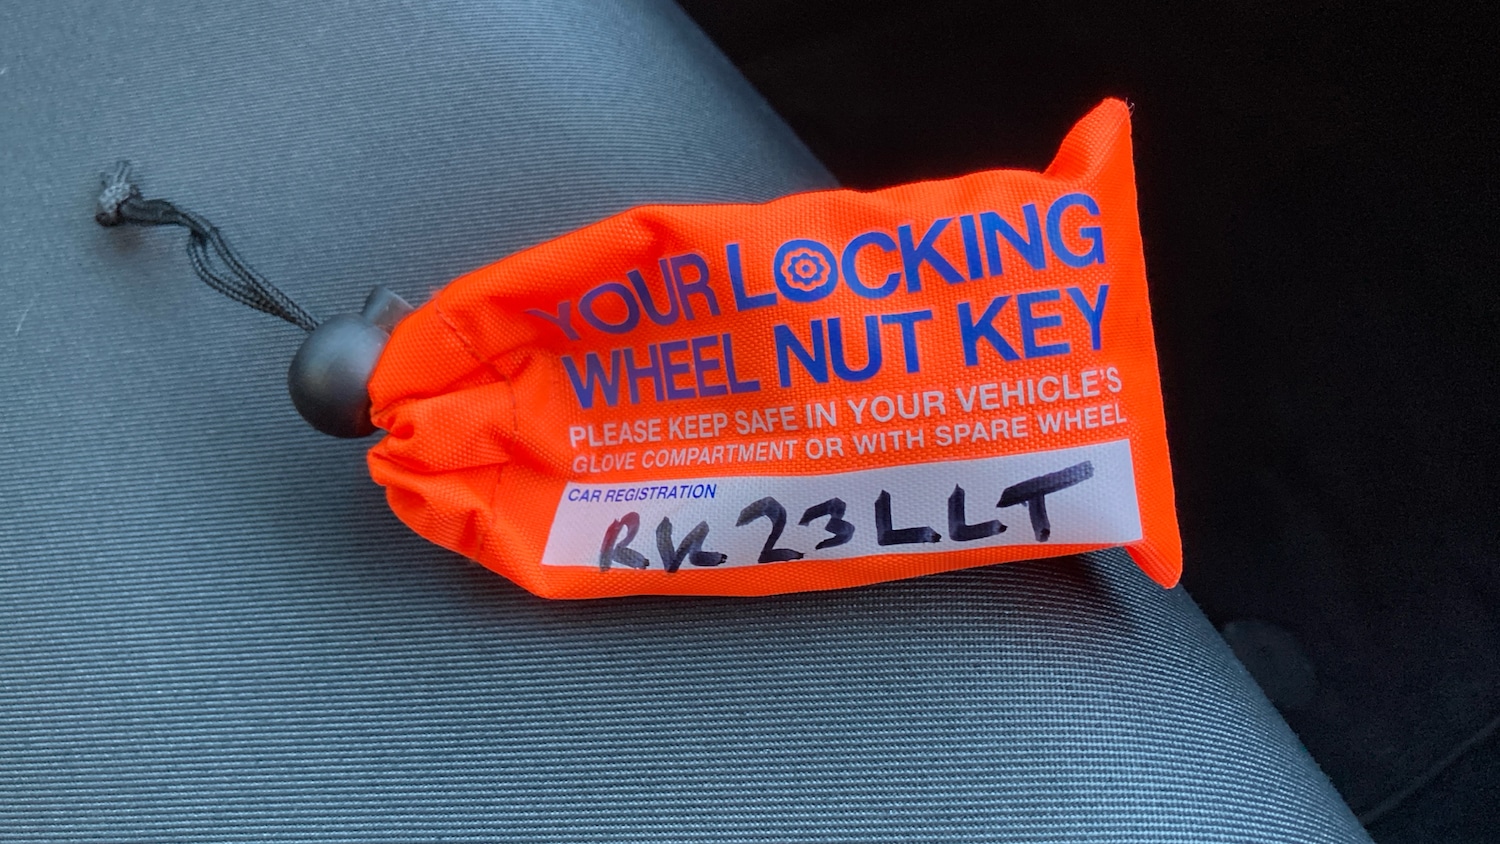 YOUR LOCKING
WHEEL NUT KEY
PLEASE KEEP SAFE IN YOUR VEHICLE'S
GLOVE COMPARTMENT OR WITH SPARE WHEEL
CAR REGISTRATION
RK23LLT